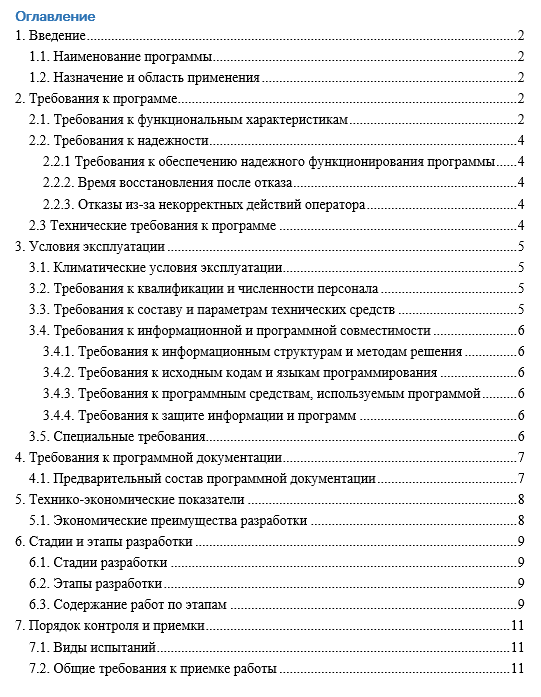 Оглавление
1. Введение 2
1.1. Наименование программы 2
1.2. Назначение и область применения 2
2. Требования к программе 2
2.1. Требования к функциональным характеристикам 2
2.2. Требования к надежности 4
2.2.1 Требования к обеспечению надежного функционирования программы 4
2.2.2. Время восстановления после отказа 4
2.2.3. Отказы из-за некорректных действий оператора 4
2.3 Технические требования к программе 4
3. Условия эксплуатации 5
3.1. Климатические условия эксплуатации 5
3.2. Требования к квалификации и численности персонала 5
3.3. Требования к составу и параметрам технических средств 5
3.4. Требования к информационной и программной совместимости 6
3.4.1. Требования к информационным структурам и методам решения 6
3.4.2. Требования к исходным кодам и языкам программирования 6
3.4.3. Требования к программным средствам, используемым программой 6
3.4.4. Требования к защите информации и программ 6
3.5. Специальные требования 6
4. Требования к программной документации 7
4.1. Предварительный состав программной документации 7
5. Технико-экономические показатели 8
5.1. Экономические преимущества разработки 8
6. Стадии и этапы разработки 9
6.1. Стадии разработки 9
6.2. Этапы разработки 9
6.3. Содержание работ по этапам 9
7. Порядок контроля и приемки 11
7.1. Виды испытаний 11
7.2. Общие требования к приемке работы 11